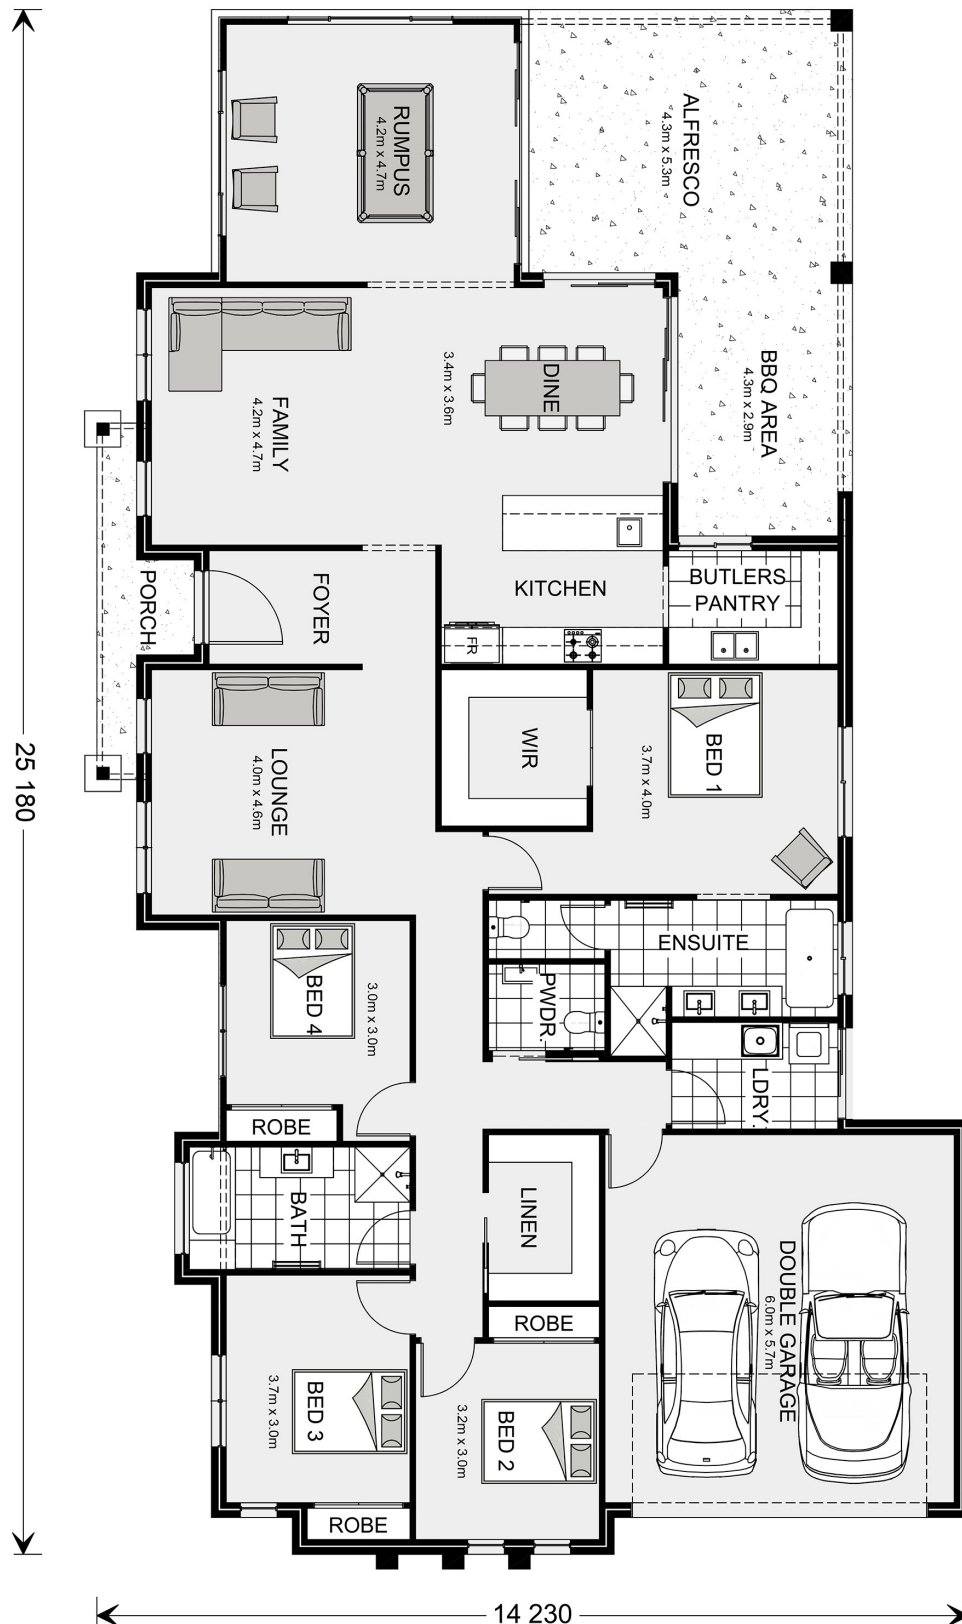 RUMPUS
4.2m x 4.7m
ALFRESCO
4.3m x 5.3m
BBQ AREA
4.3m x 2.9m
DINE
3.4m x 3.6m
FAMILY
4.2m x 4.7m
KITCHEN
BUTLERS
PANTRY
FR
PORCH
FOYER
LOUNGE
4.0m x 4.6m
WIR
BED 1
3.7m x 4.0m
ENSUITE
PWDR.
LDRY.
BED 4
3.0m x 3.0m
ROBE
BATH
LINEN
ROBE
DOUBLE GARAGE
6.0m x 5.7m
BED 3
3.7m x 3.0m
BED 2
3.2m x 3.0m
ROBE
25 180
14 230